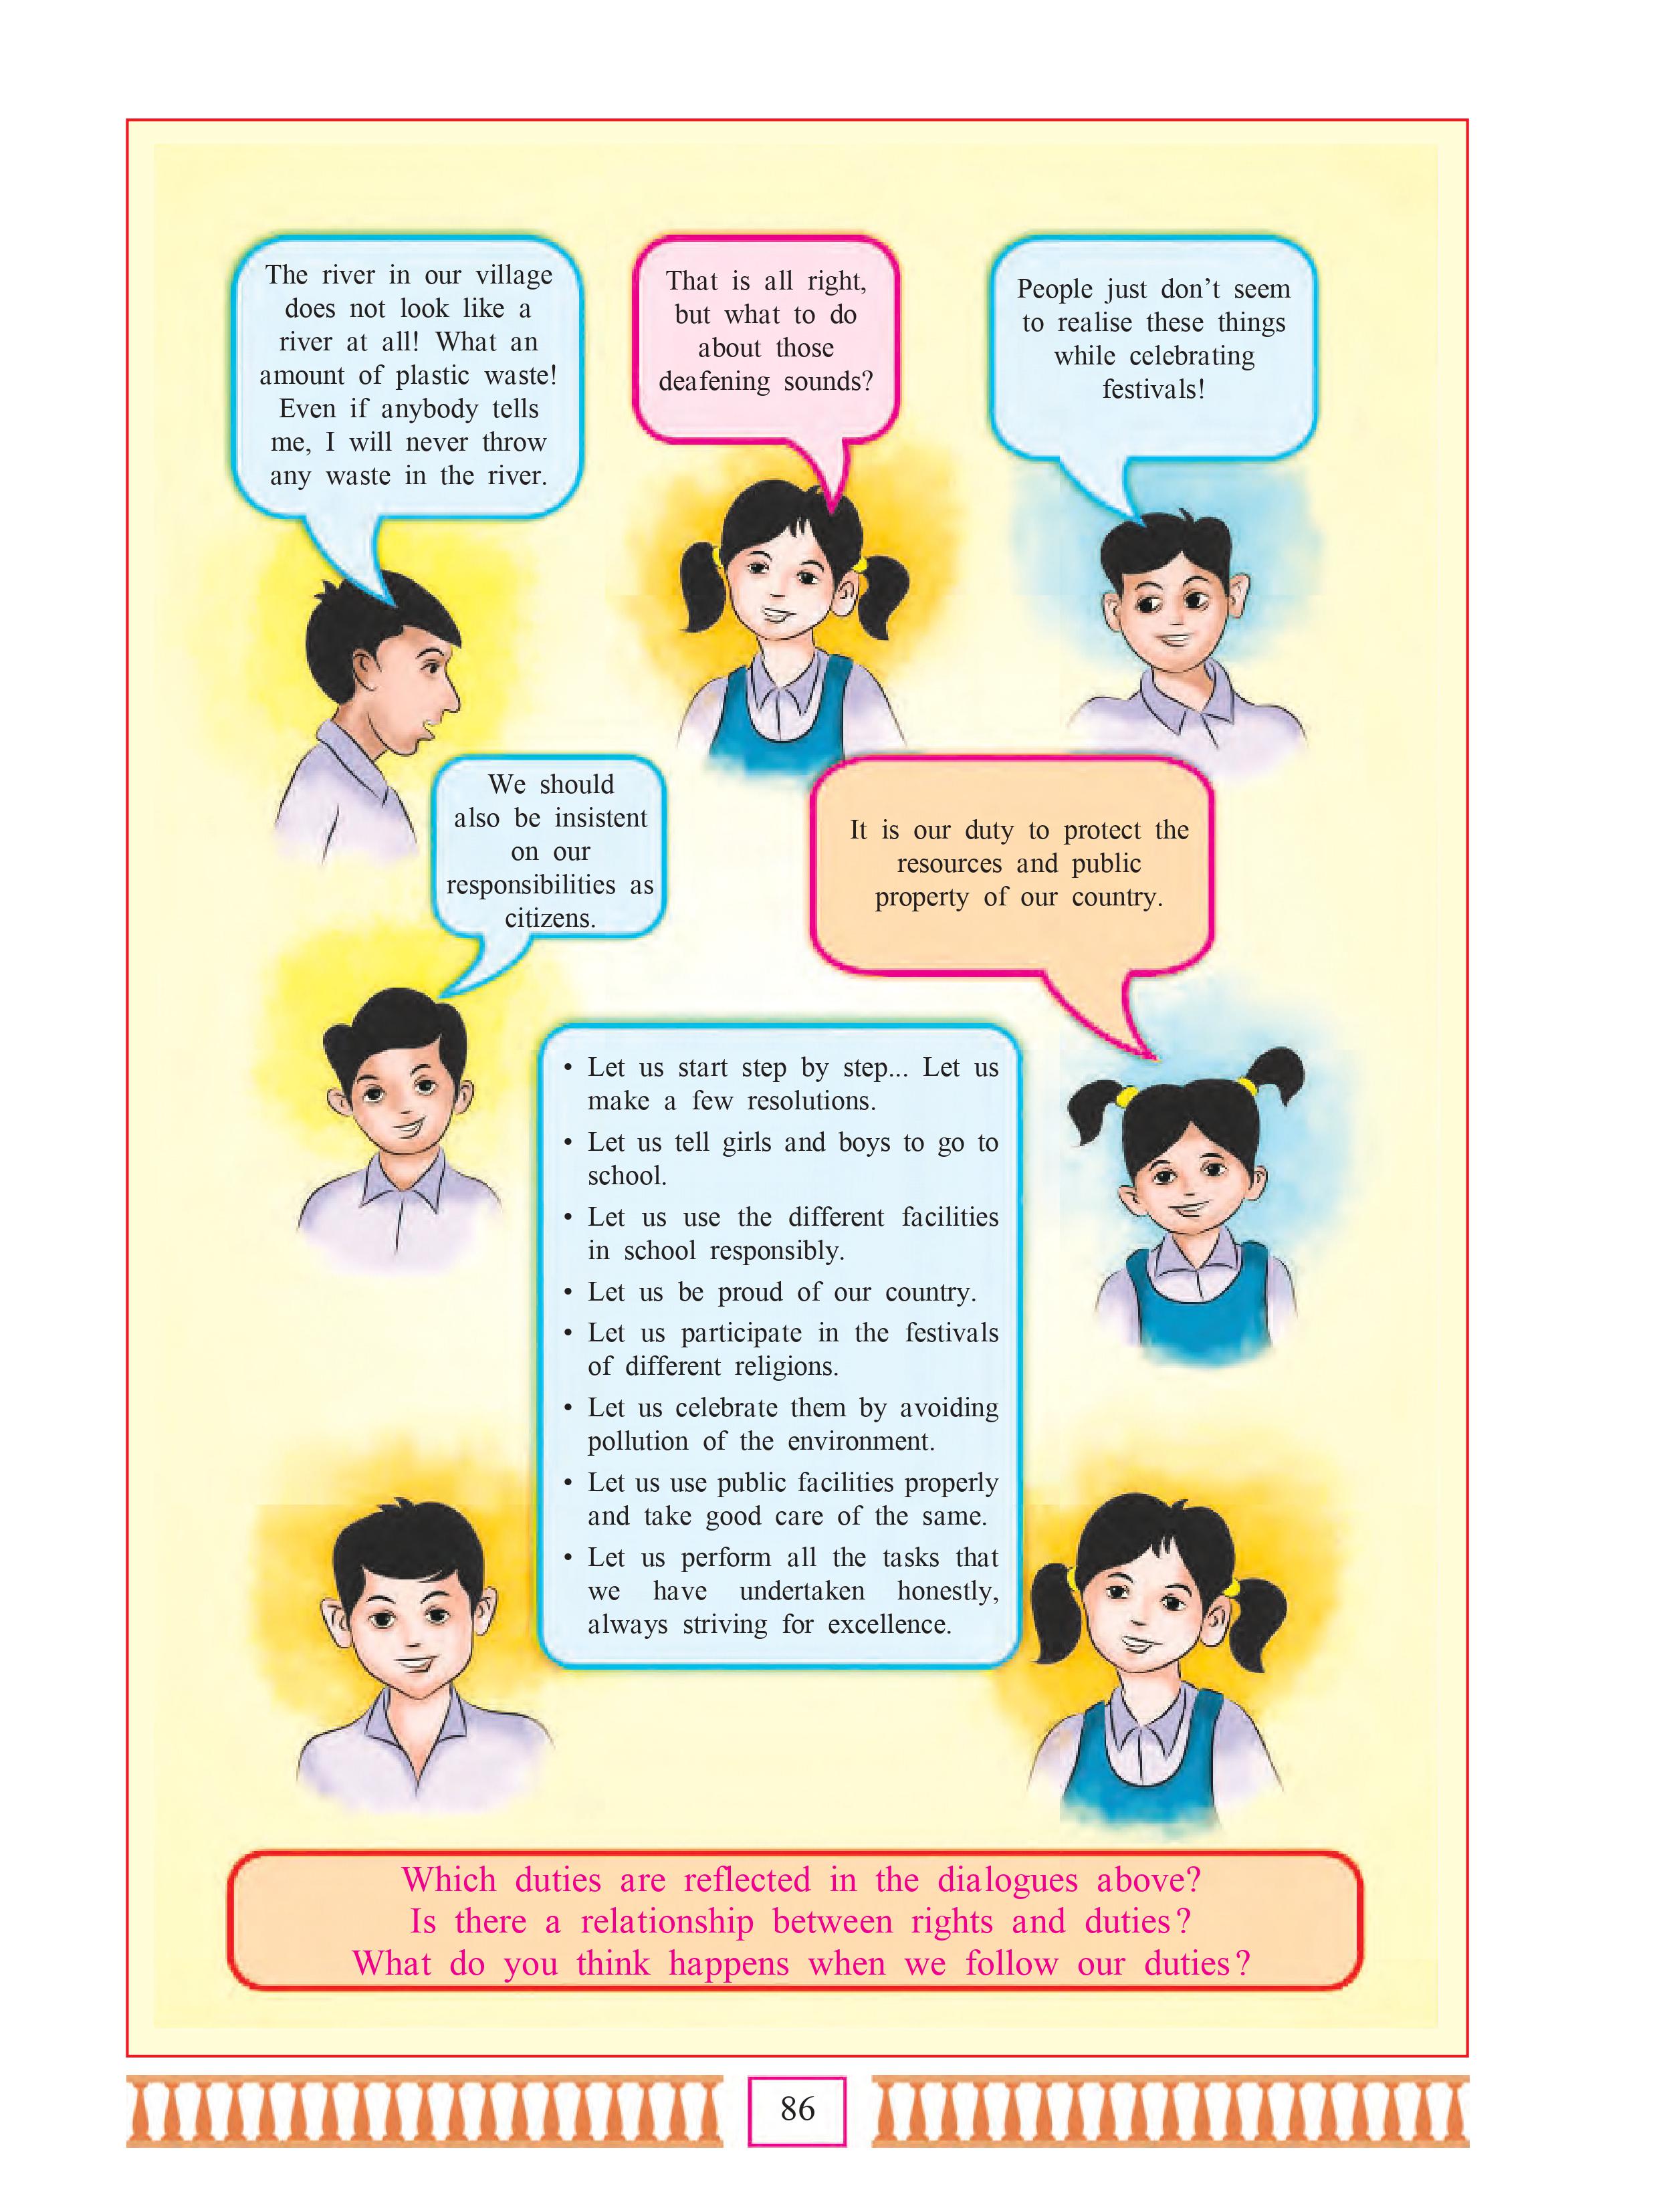 The river in our village
does not look like a
river at all! What an
amount of plastic waste!
Even if anybody tells
me, I will never throw
any waste in the river.
That is all right,
but what to do
about those
deafening sounds?
People just don't seem
to realise these things
while celebrating
festivals!
We should
also be insistent
on our
responsibilities as
citizens.
It is our duty to protect the
resources and public
property of our country.
• Let us start step by step... Let us
make a few resolutions.
• Let us tell girls and boys to go to
school.
• Let us use the different facilities
in school responsibly.
• Let us be proud of our country.
• Let us participate in the festivals
of different religions.
• Let us celebrate them by avoiding
pollution of the environment.
• Let us use public facilities properly
and take good care of the same.
• Let us perform all the tasks that
we have undertaken honestly,
always striving for excellence.
Which duties are reflected in the dialogues above?
Is there a relationship between rights and duties?
What do you think happens when we follow our duties?
86